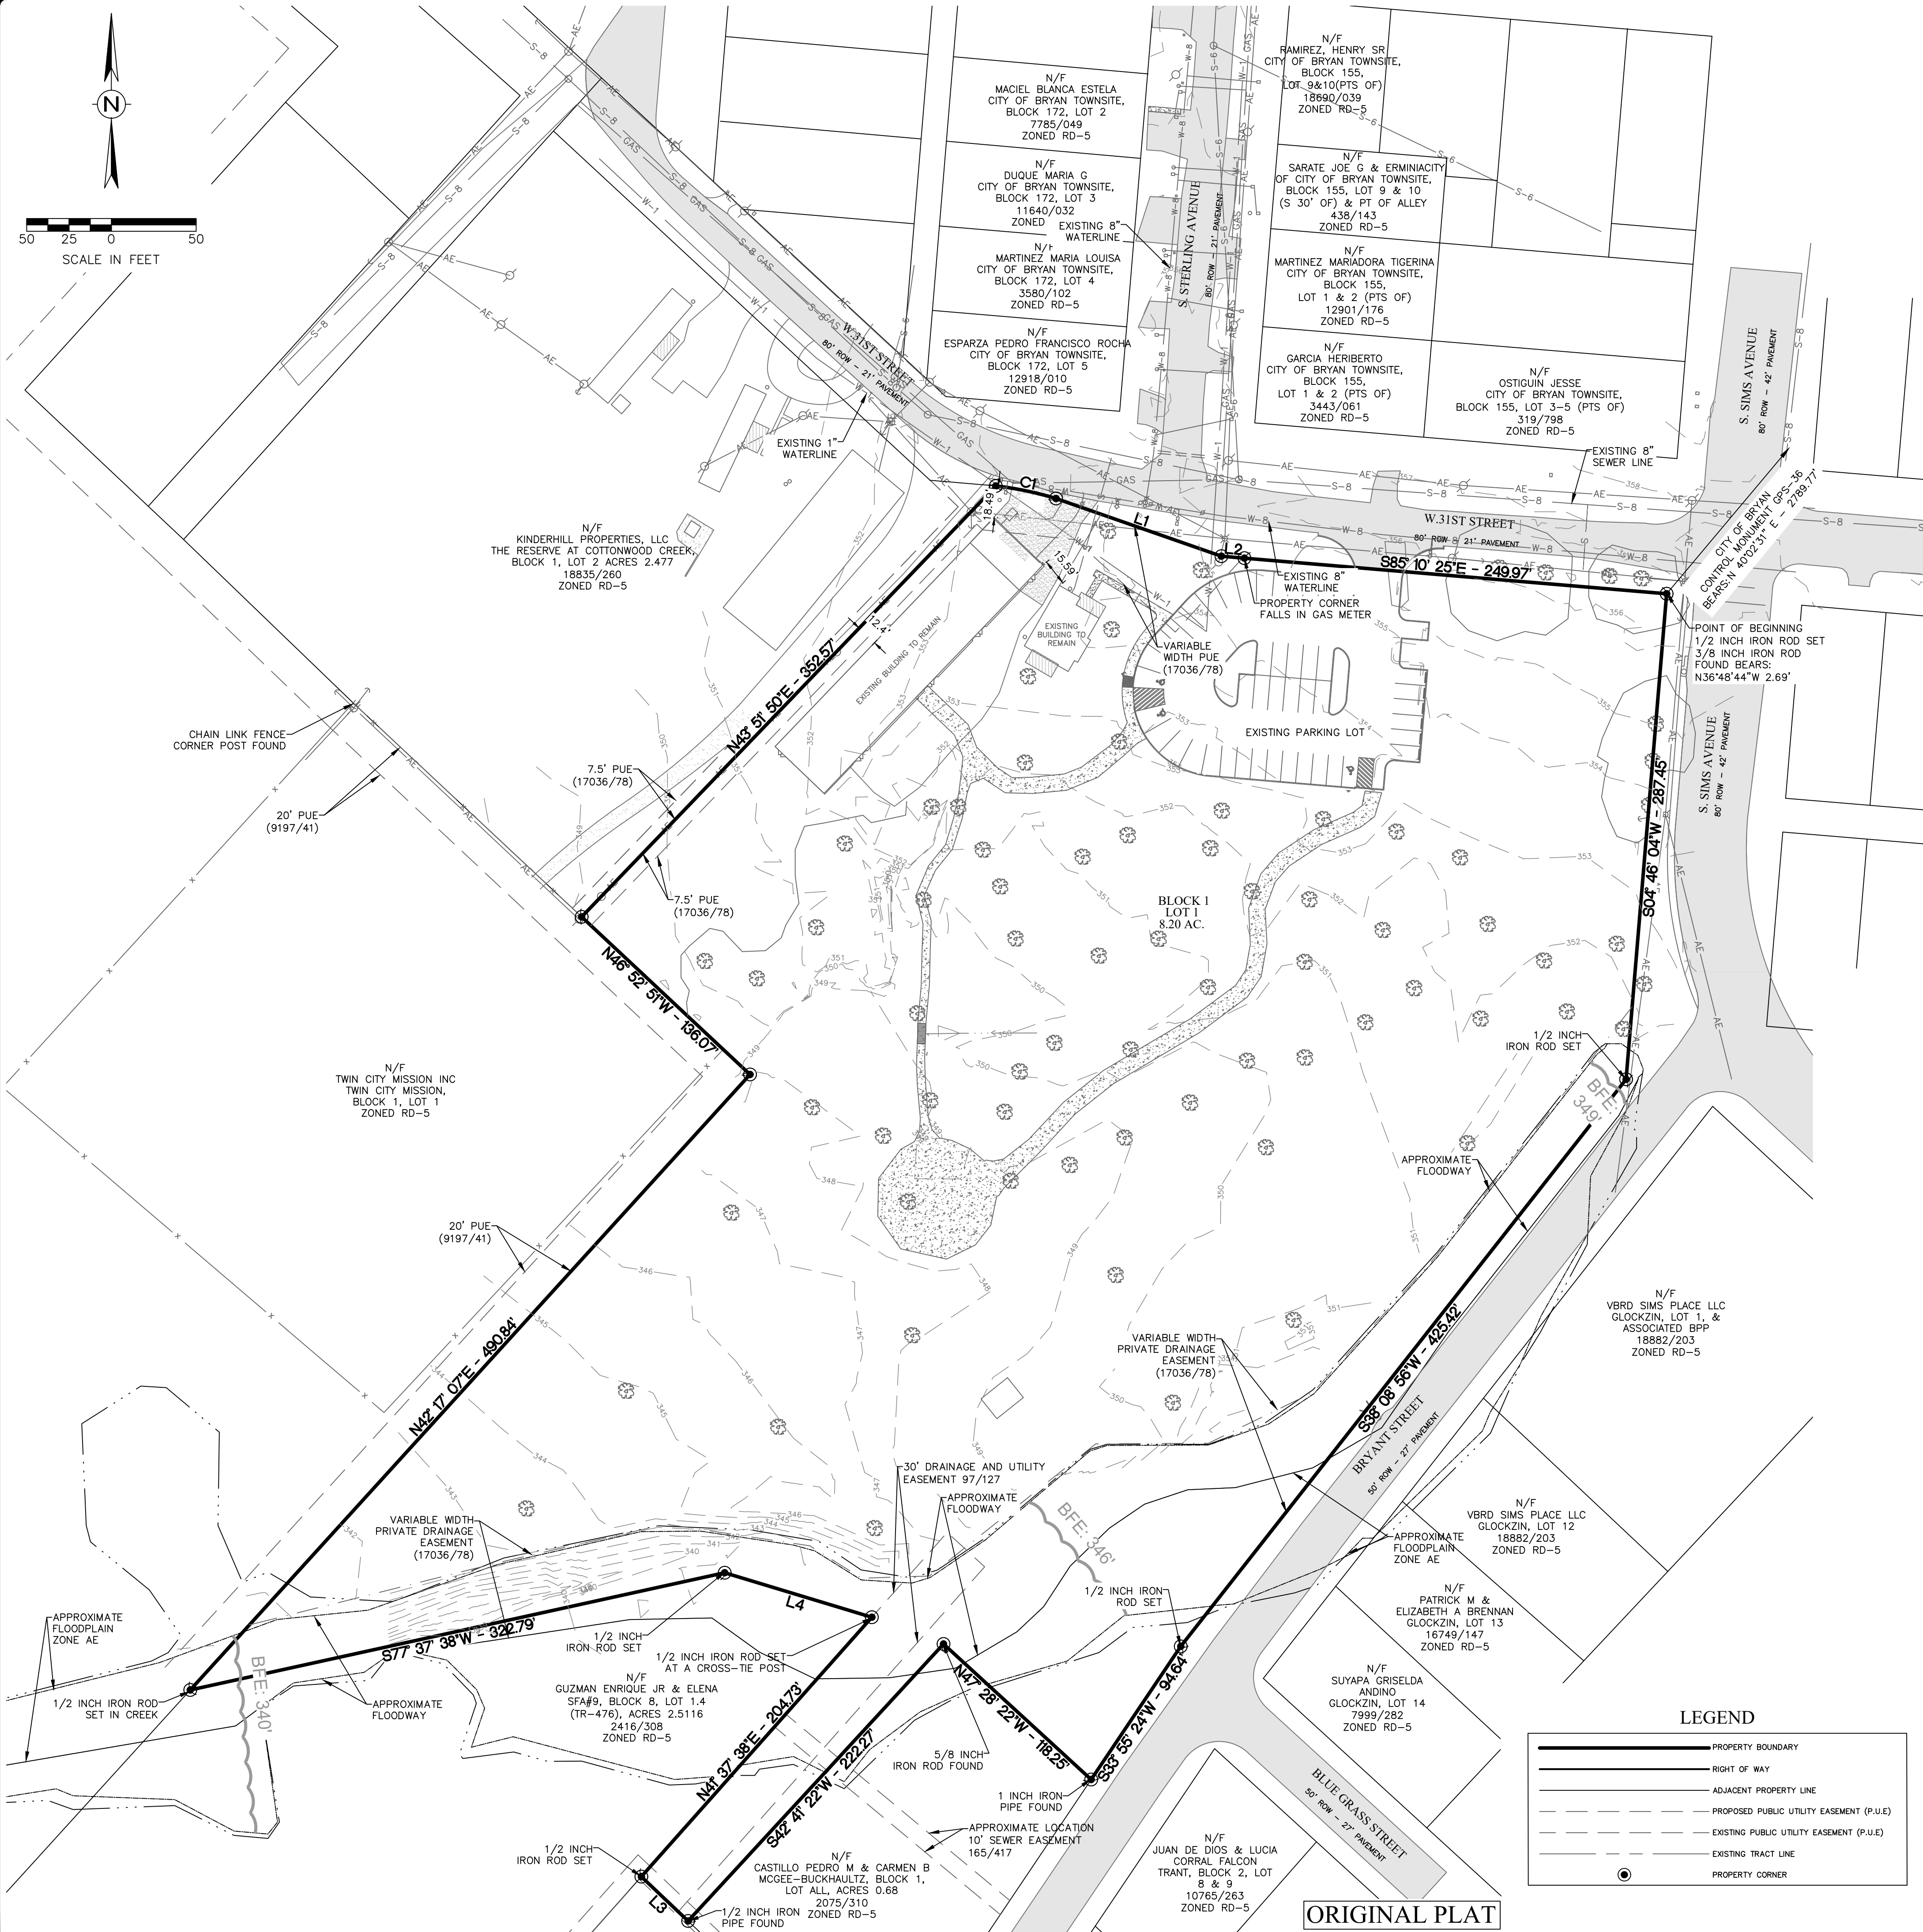 N
50 25 0 50
SCALE IN FEET
N/F
MACIEL BLANCA ESTELA
CITY OF BRYAN TOWNSITE,
BLOCK 172, LOT 2
7785/049
ZONED RD-5
N/F
DUQUE MARIA G
CITY OF BRYAN TOWNSITE,
BLOCK 172, LOT 3
11640/032
ZONED
EXISTING 8"
WATERLINE
N/F
MARTINEZ MARIA LOUISA
CITY OF BRYAN TOWNSITE,
BLOCK 172, LOT 4
3580/102
ZONED RD-5
N/F
ESPARZA PEDRO FRANCISCO ROCHA
CITY OF BRYAN TOWNSITE,
BLOCK 172, LOT 5
12918/010
ZONED RD-5
S. STERLING AVENUE
80' ROW - 21' PAVEMENT
N/F
RAMIREZ, HENRY SR
CITY OF BRYAN TOWNSITE,
BLOCK 155,
LOT 9&10(PTS OF)
18690/039
ZONED RD-5
N/F
SARATE JOE G & ERMINIACITY
OF CITY OF BRYAN TOWNSITE,
BLOCK 155, LOT 9 & 10
(S 30' OF) & PT OF ALLEY
438/143
ZONED RD-5
N/F
MARTINEZ MARIADORA TIGERINA
CITY OF BRYAN TOWNSITE,
BLOCK 155,
LOT 1 & 2 (PTS OF)
12901/176
ZONED RD-5
N/F
GARCIA HERIBERTO
CITY OF BRYAN TOWNSITE,
BLOCK 155,
LOT 1 & 2 (PTS OF)
3443/061
ZONED RD-5
N/F
OSTIGUIN JESSE
CITY OF BRYAN TOWNSITE,
BLOCK 155, LOT 3-5 (PTS OF)
319/798
ZONED RD-5
S. SIMS AVENUE
80' ROW - 42' PAVEMENT
W.31ST STREET
80' ROW - 21' PAVEMENT
EXISTING 1"
WATERLINE
EXISTING 8"
SEWER LINE
CITY OF BRYAN
CONTROL MONUMENT GPS-36
BEARS:N 40°02'31" E - 2789.77'
N/F
KINDERHILL PROPERTIES, LLC
THE RESERVE AT COTTONWOOD CREEK,
BLOCK 1, LOT 2 ACRES 2.477
18835/260
ZONED RD-5
18.49'
C1
L1
15.59'
2
W.31ST STREET
80' ROW 21' PAVEMENT
S85° 10' 25"E - 249.97'
EXISTING 8"
WATERLINE
PROPERTY CORNER
FALLS IN GAS METER
POINT OF BEGINNING
1/2 INCH IRON ROD SET
3/8 INCH IRON ROD
FOUND BEARS:
N36°48'44"W 2.69'
12.4'
EXISTING BUILDING TO REMAIN
EXISTING
BUILDING TO
REMAIN
VARIABLE
WIDTH PUE
(17036/78)
N43° 51' 50"E - 352.57'
EXISTING PARKING LOT
S. SIMS AVENUE
80' ROW - 42' PAVEMENT
S04° 46' 04"W - 287.45'
CHAIN LINK FENCE
CORNER POST FOUND
20' PUE
(9197/41)
7.5' PUE
(17036/78)
7.5' PUE
(17036/78)
BLOCK 1
LOT 1
8.20 AC.
N46° 52' 51"W - 136.07'
1/2 INCH
IRON ROD SET
BFE:
349'
N/F
TWIN CITY MISSION INC
TWIN CITY MISSION,
BLOCK 1, LOT 1
ZONED RD-5
APPROXIMATE
FLOODWAY
20' PUE
(9197/41)
N42° 17' 07"E - 490.84'
VARIABLE WIDTH
PRIVATE DRAINAGE
EASEMENT
(17036/78)
S38° 08' 56"W - 425.42'
BRYANT STREET
50' ROW - 27' PAVEMENT
N/F
VBRD SIMS PLACE LLC
GLOCKZIN, LOT 1, &
ASSOCIATED BPP
18882/203
ZONED RD-5
30' DRAINAGE AND UTILITY
EASEMENT 97/127
APPROXIMATE
FLOODWAY
BFE: 346'
VARIABLE WIDTH
PRIVATE DRAINAGE
EASEMENT
(17036/78)
APPROXIMATE
FLOODPLAIN
ZONE AE
N/F
VBRD SIMS PLACE LLC
GLOCKZIN, LOT 12
18882/203
ZONED RD-5
N/F
PATRICK M &
ELIZABETH A BRENNAN
GLOCKZIN, LOT 13
16749/147
ZONED RD-5
1/2 INCH IRON
ROD SET
APPROXIMATE
FLOODPLAIN
ZONE AE
S77° 37' 38"W - 322.79'
L4
1/2 INCH
IRON ROD SET
1/2 INCH IRON ROD SET
AT A CROSS-TIE POST
1/2 INCH IRON ROD
SET IN CREEK
BFE: 340'
APPROXIMATE
FLOODWAY
N/F
GUZMAN ENRIQUE JR & ELENA
SFA#9, BLOCK 8, LOT 1.4
(TR-476), ACRES 2.5116
2416/308
ZONED RD-5
N41° 37' 38"E - 204.73'
S42° 41' 22"W - 222.27'
N47° 28' 22"W - 118.25'
S33° 55' 24"W - 94.64'
5/8 INCH
IRON ROD FOUND
1 INCH IRON
PIPE FOUND
N/F
SUYAPA GRISELDA
ANDINO
GLOCKZIN, LOT 14
7999/282
ZONED RD-5
BLUE GRASS STREET
50' ROW - 27' PAVEMENT
APPROXIMATE LOCATION
10' SEWER EASEMENT
165/417
1/2 INCH
IRON ROD SET
L3
1/2 INCH IRON
PIPE FOUND
N/F
CASTILLO PEDRO M & CARMEN B
MCGEE-BUCKHAULTZ, BLOCK 1,
LOT ALL, ACRES 0.68
2075/310
ZONED RD-5
N/F
JUAN DE DIOS & LUCIA
CORRAL FALCON
TRANT, BLOCK 2, LOT
8 & 9
10765/263
ZONED RD-5
LEGEND
PROPERTY BOUNDARY
RIGHT OF WAY
ADJACENT PROPERTY LINE
PROPOSED PUBLIC UTILITY EASEMENT (P.U.E)
EXISTING PUBLIC UTILITY EASEMENT (P.U.E)
EXISTING TRACT LINE
PROPERTY CORNER
ORIGINAL PLAT